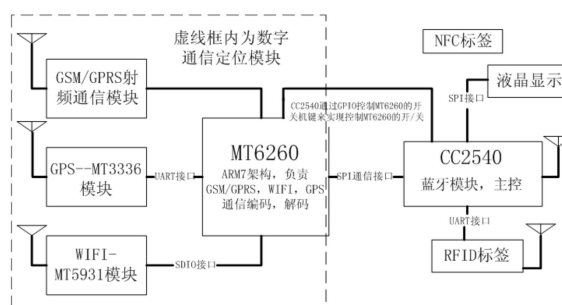 虚线框内为数字
通信定位模块
NFC标签
GSM/GPRS射
频通信模块
液晶显示
SPI接口
CC2540通过GPIO控制MT6260的开
关机键来实现控制MT6260的开/关
MT6260
ARM7架构，负责
GSM/GPRS，WIFI，GPS
通信编码，解码
GPS--MT3336
模块
UART接口
SPI通信接口
CC2540
蓝牙模块，主控
UART接口
WIFI-
MT5931模块
SDIO接口
RFID标签